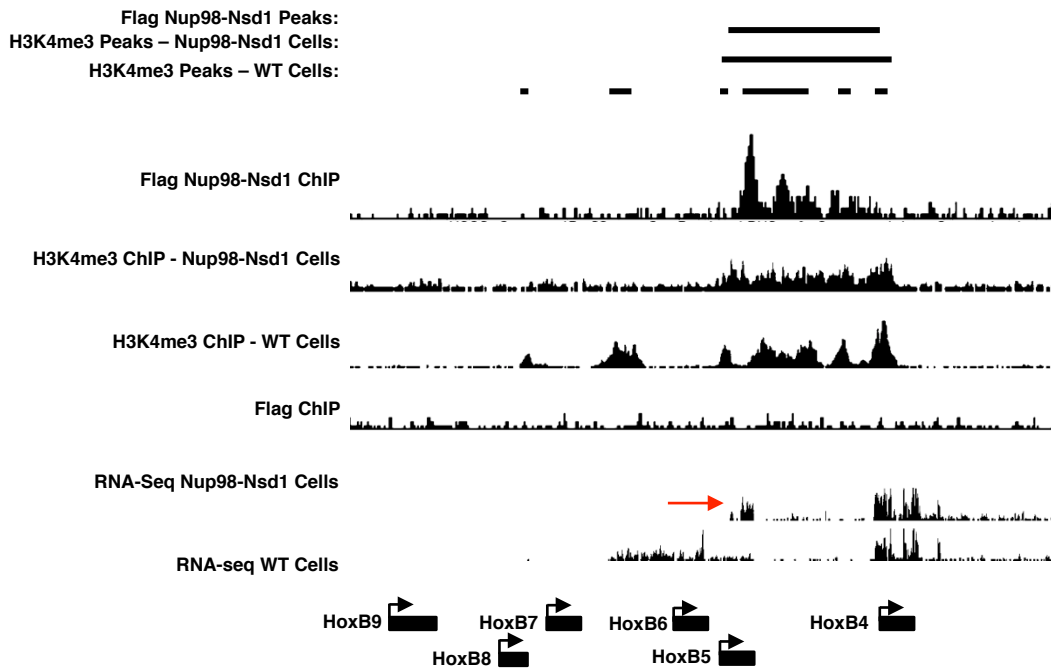 Flag Nup98-Nsd1 Peaks:
H3K4me3 Peaks – Nup98-Nsd1 Cells:
H3K4me3 Peaks – WT Cells:
Flag Nup98-Nsd1 ChIP
H3K4me3 ChIP - Nup98-Nsd1 Cells
H3K4me3 ChIP - WT Cells
Flag ChIP
RNA-Seq Nup98-Nsd1 Cells
RNA-seq WT Cells
HoxB9 HoxB7 HoxB6 HoxB4
HoxB8 HoxB5